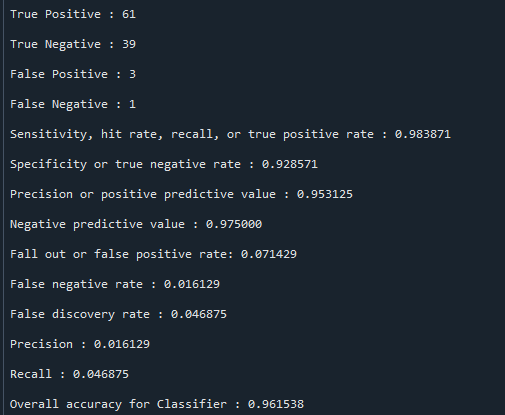 True Positive : 61
True Negative : 39
False Positive : 3
False Negative : 1
Sensitivity, hit rate, recall, or true positive rate : 0.983871
Specificity or true negative rate : 0.928571
Precision or positive predictive value : 0.953125
Negative predictive value : 0.975000
Fall out or false positive rate: 0.071429
False negative rate : 0.016129
False discovery rate : 0.046875
Precision : 0.016129
Recall : 0.046875
Overall accuracy for Classifier : 0.961538